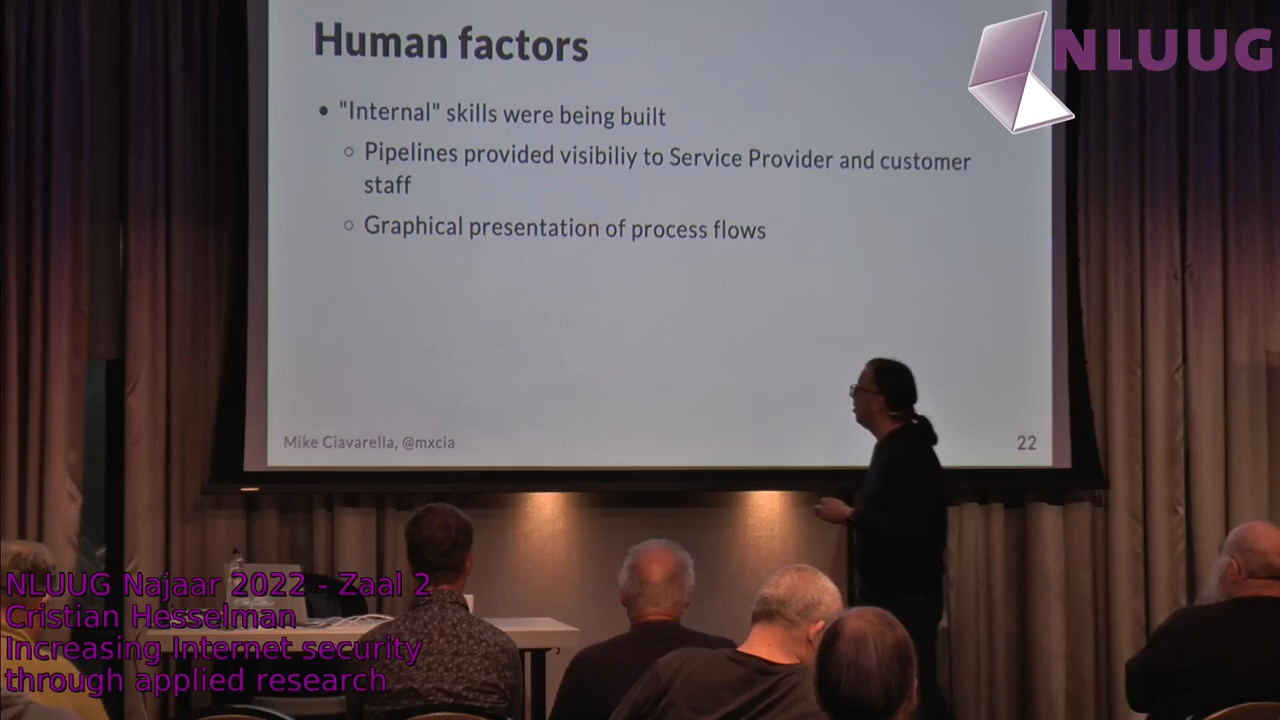 Human factors
NLUUG
• "Internal" skills were being built
○ Pipelines provided visibiliy to Service Provider and customer
staff
○ Graphical presentation of process flows
Mike Ciavarella, @mxcia
22
NLUUG Najaar 2022 - Zaal 2
Cristian Hesselman
Increasing Internet security
through applied research